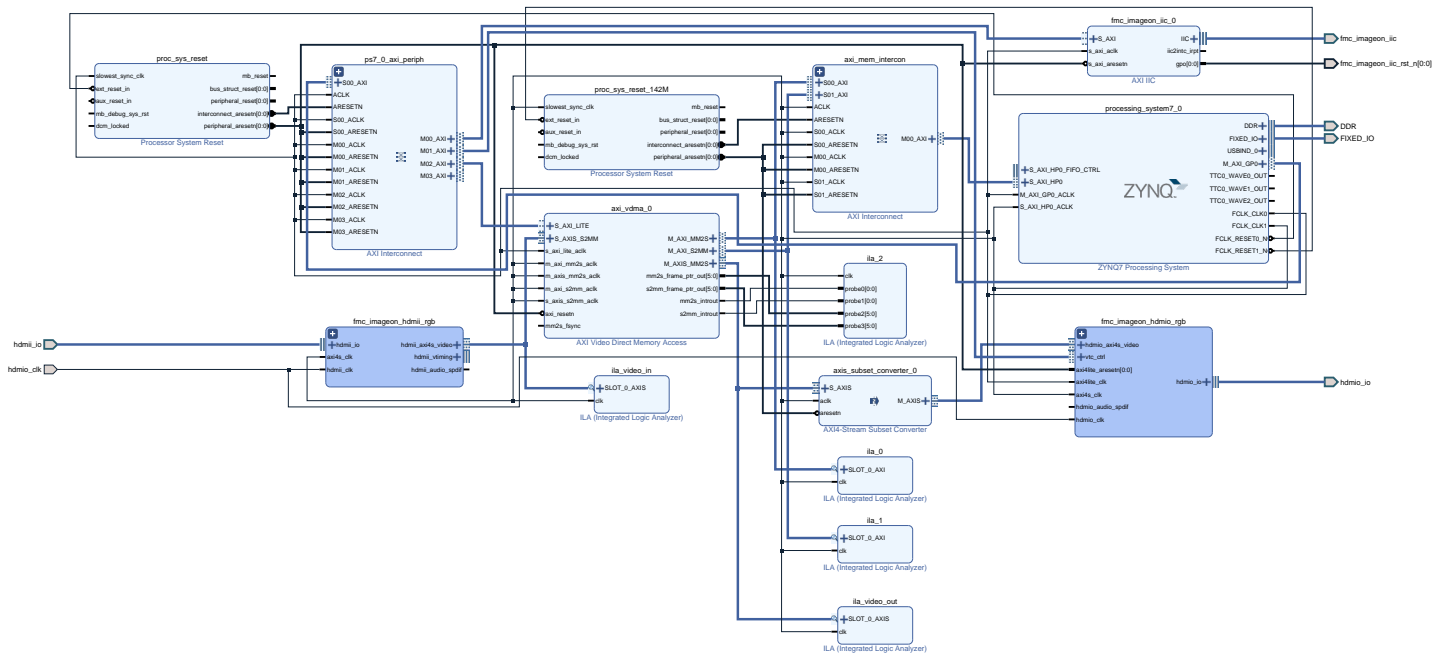 fmc_imageon_iic_0
S_AXI
s_axi_aclk
s_axi_aresetn
IIC
iic2intc_irpt
gpo[0:0]
AXI IIC
fmc_imageon_iic
fmc_imageon_iic_rst_n[0:0]
proc_sys_reset
slowest_sync_clk
ext_reset_in
aux_reset_in
mb_debug_sys_rst
dcm_locked
mb_reset
bus_struct_reset[0:0]
peripheral_reset[0:0]
interconnect_aresetn[0:0]
peripheral_aresetn[0:0]
Processor System Reset
ps7_0_axi_periph
S00_AXI
ACLK
ARESETN
S00_ACLK
S00_ARESETN
M00_ACLK
M00_ARESETN
M01_ACLK
M01_ARESETN
M02_ACLK
M02_ARESETN
M03_ACLK
M03_ARESETN
M00_AXI
M01_AXI
M02_AXI
M03_AXI
AXI Interconnect
proc_sys_reset_142M
slowest_sync_clk
ext_reset_in
aux_reset_in
mb_debug_sys_rst
dcm_locked
mb_reset
bus_struct_reset[0:0]
peripheral_reset[0:0]
interconnect_aresetn[0:0]
peripheral_aresetn[0:0]
Processor System Reset
axi_mem_intercon
S00_AXI
S01_AXI
ACLK
ARESETN
S00_ACLK
S00_ARESETN
M00_ACLK
M00_ARESETN
S01_ACLK
S01_ARESETN
M00_AXI
AXI Interconnect
processing_system7_0
S_AXI_HP0_FIFO_CTRL
S_AXI_HP0
M_AXI_GP0_ACLK
S_AXI_HP0_ACLK
ZYNQ
DDR
FIXED_IO
USBIND_0
M_AXI_GP0
TTC0_WAVE0_OUT
TTC0_WAVE1_OUT
TTC0_WAVE2_OUT
FCLK_CLK0
FCLK_CLK1
FCLK_RESET0_N
FCLK_RESET1_N
ZYNQ7 Processing System
DDR
FIXED_IO
axi_vdma_0
S_AXI_LITE
S_AXIS_S2MM
s_axi_lite_aclk
m_axi_mm2s_aclk
m_axis_mm2s_aclk
m_axi_s2mm_aclk
s_axis_s2mm_aclk
axi_resetn
mm2s_fsync
M_AXI_MM2S
M_AXI_S2MM
M_AXIS_MM2S
mm2s_frame_ptr_out[5:0]
s2mm_frame_ptr_out[5:0]
mm2s_introut
s2mm_introut
AXI Video Direct Memory Access
ila_2
clk
probe0[0:0]
probe1[0:0]
probe2[5:0]
probe3[5:0]
ILA (Integrated Logic Analyzer)
hdmii_io
hdmio_clk
fmc_imageon_hdmii_rgb
hdmii_io
axi4s_clk
hdmii_clk
hdmii_axi4s_video
hdmii_vtiming
hdmii_audio_spdif
ila_video_in
SLOT_0_AXIS
clk
ILA (Integrated Logic Analyzer)
axis_subset_converter_0
S_AXIS
aclk
aresetn
M_AXIS
AXI4-Stream Subset Converter
fmc_imageon_hdmio_rgb
hdmio_axi4s_video
vtc_ctrl
axi4lite_aresetn[0:0]
axi4lite_clk
axi4s_clk
hdmio_audio_spdif
hdmio_clk
hdmio_io
hdmio_io
ila_0
SLOT_0_AXI
clk
ILA (Integrated Logic Analyzer)
ila_1
SLOT_0_AXI
clk
ILA (Integrated Logic Analyzer)
ila_video_out
SLOT_0_AXIS
clk
ILA (Integrated Logic Analyzer)